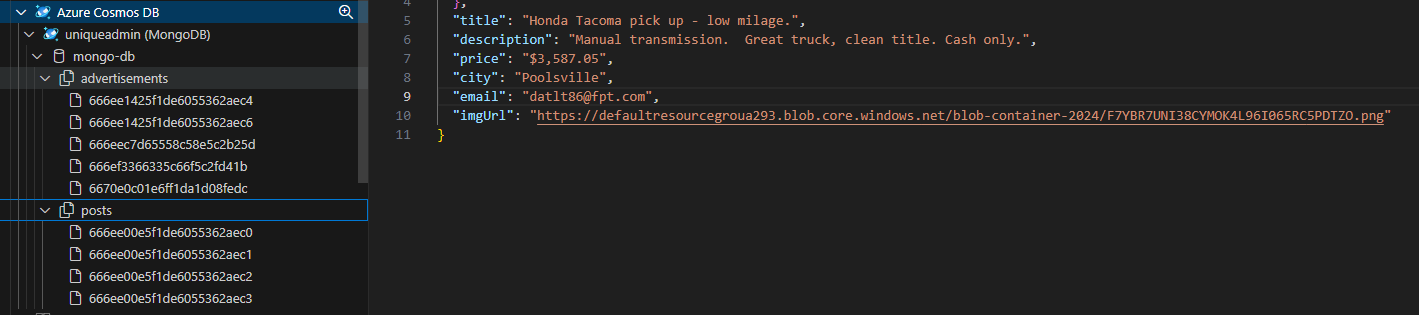 Azure Cosmos DB
uniqueadmin (MongoDB)
mongo-db
advertisements
666ee1425f1de6055362aec4
666ee1425f1de6055362aec6
666eec7d65558c58e5c2b25d
666ef3366335c66f5c2fd41b
6670e0c01e6ff1da1d08fedc
posts
666ee00e5f1de6055362aec0
666ee00e5f1de6055362aec1
666ee00e5f1de6055362aec2
666ee00e5f1de6055362aec3
4 },
5 "title": "Honda Tacoma pick up - low milage.",
6 "description": "Manual transmission.  Great truck, clean title. Cash only.",
7 "price": "$3,587.05",
8 "city": "Poolsville",
9 "email": "datlt86@fpt.com",
10 "imgUrl": "https://defaultresourcegroua293.blob.core.windows.net/blob-container-2024/F7YBR7UNI38CYMOK4L96I065RC5PDTZO.png"
11 }